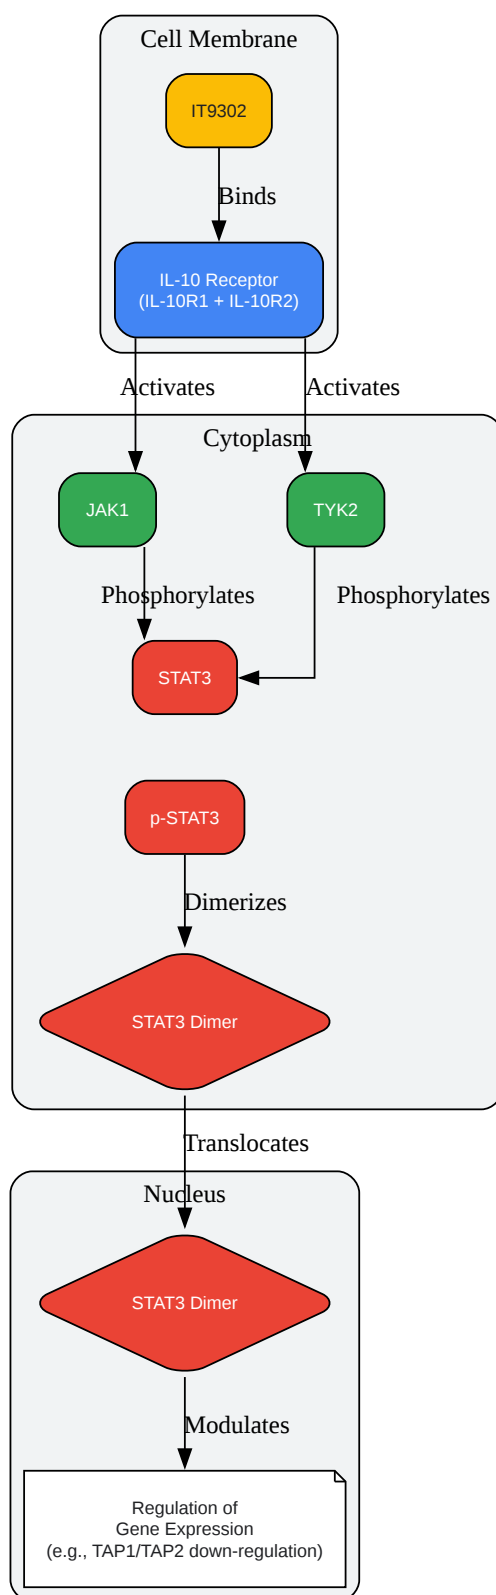 Cell Membrane
IT9302
Binds
IL-10 Receptor
(IL-10R1 + IL-10R2)
Activates
Activates
Cytoplasm
JAK1
TYK2
Phosphorylates
Phosphorylates
STAT3
p-STAT3
Dimerizes
STAT3 Dimer
Translocates
Nucleus
STAT3 Dimer
Modulates
Regulation of
Gene Expression
(e.g., TAP1/TAP2 down-regulation)